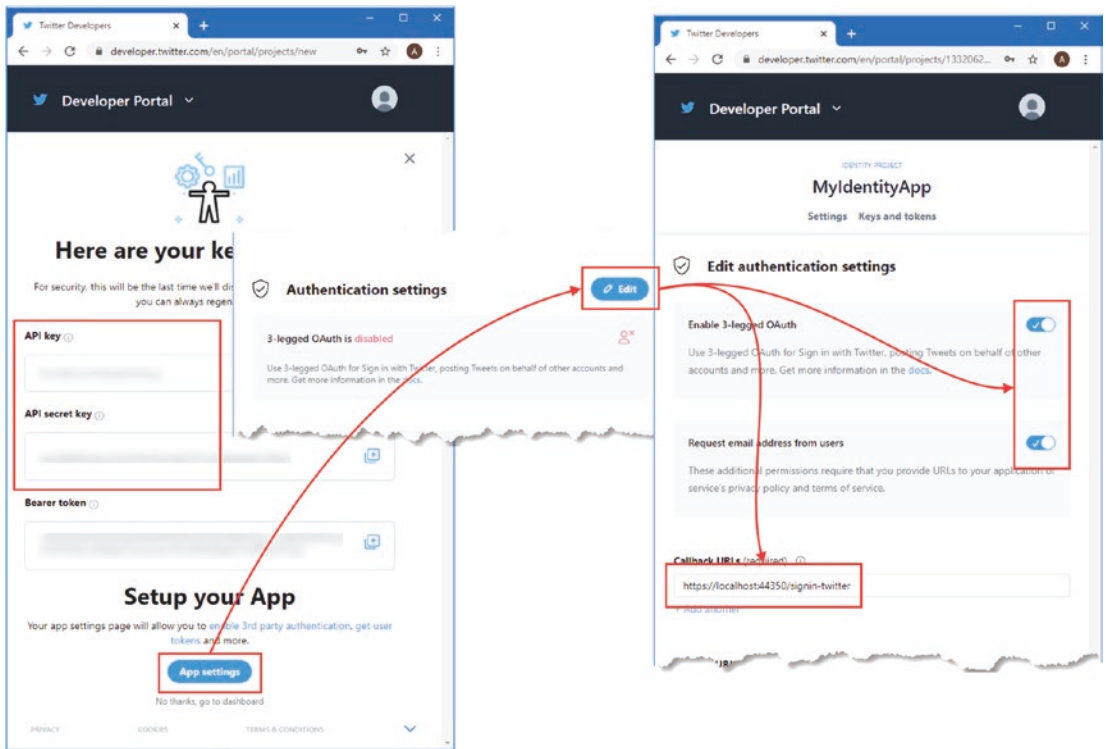 Twitter Developers
developer.twitter.com/en/portal/projects/new
A
Developer Portal
Here are your ke
For security, this will be the last time we'll dis
you can always regen
API key
API secret key
Bearer token
Setup your App
Your app settings page will allow you to enable 3rd party authentication, get user
tokens and more.
App settings
No thanks, go to dashboard
PRIVACY COOKIES TERMS & CONDITIONS
Authentication settings
Edit
3-legged OAuth is disabled
Use 3-legged OAuth for Sign in with Twitter, posting Tweets on behalf of other accounts and
more. Get more information in the docs.
Twitter Developers
developer.twitter.com/en/portal/projects/1332062...
A
Developer Portal
IDENTITY PROJECT
MyIdentityApp
Settings Keys and tokens
Edit authentication settings
Enable 3-legged OAuth
Use 3-legged OAuth for Sign in with Twitter, posting Tweets on behalf of other
accounts and more. Get more information in the docs.
Request email address from users
These additional permissions require that you provide URLs to your application or
service's privacy policy and terms of service.
Callback URLs (required)
https://localhost:44350/signin-twitter
+ Add another